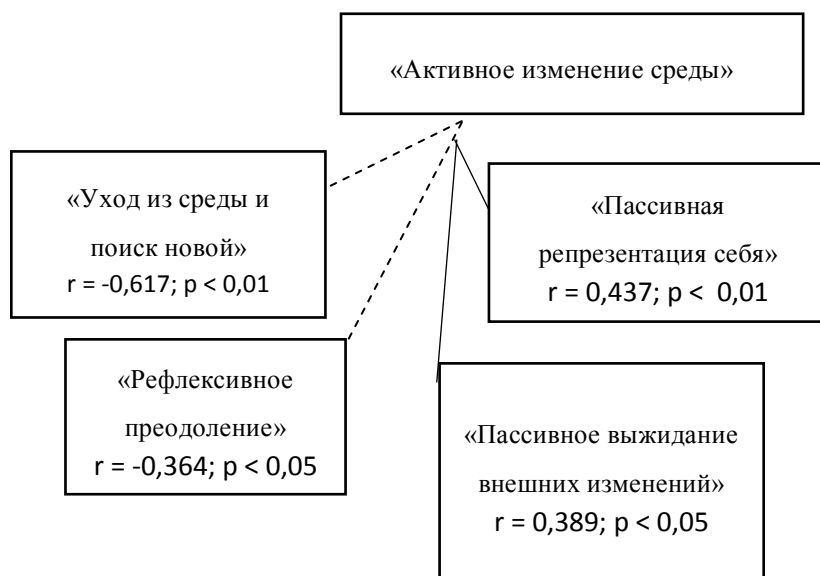 «Активное изменение среды»
«Уход из среды и
поиск новой»
r = -0,617; p < 0,01
«Пассивная
репрезентация себя»
r = 0,437; p <  0,01
«Рефлексивное
преодоление»
r = -0,364; p < 0,05
«Пассивное выжидание
внешних изменений»
r = 0,389; p < 0,05